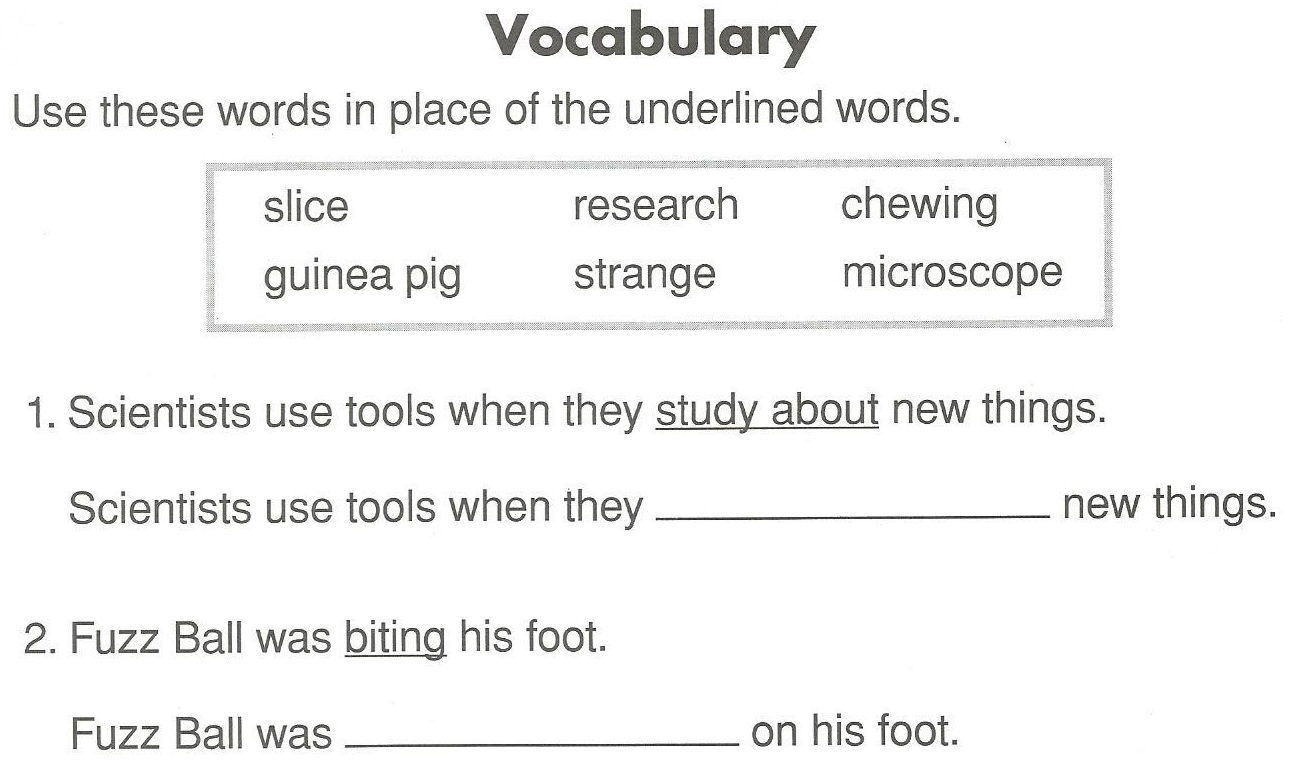 Vocabulary
Use these words in place of the underlined words.
slice research chewing
guinea pig strange microscope
1. Scientists use tools when they study about new things.
Scientists use tools when they ____________ new things.
2. Fuzz Ball was biting his foot.
Fuzz Ball was ____________ on his foot.